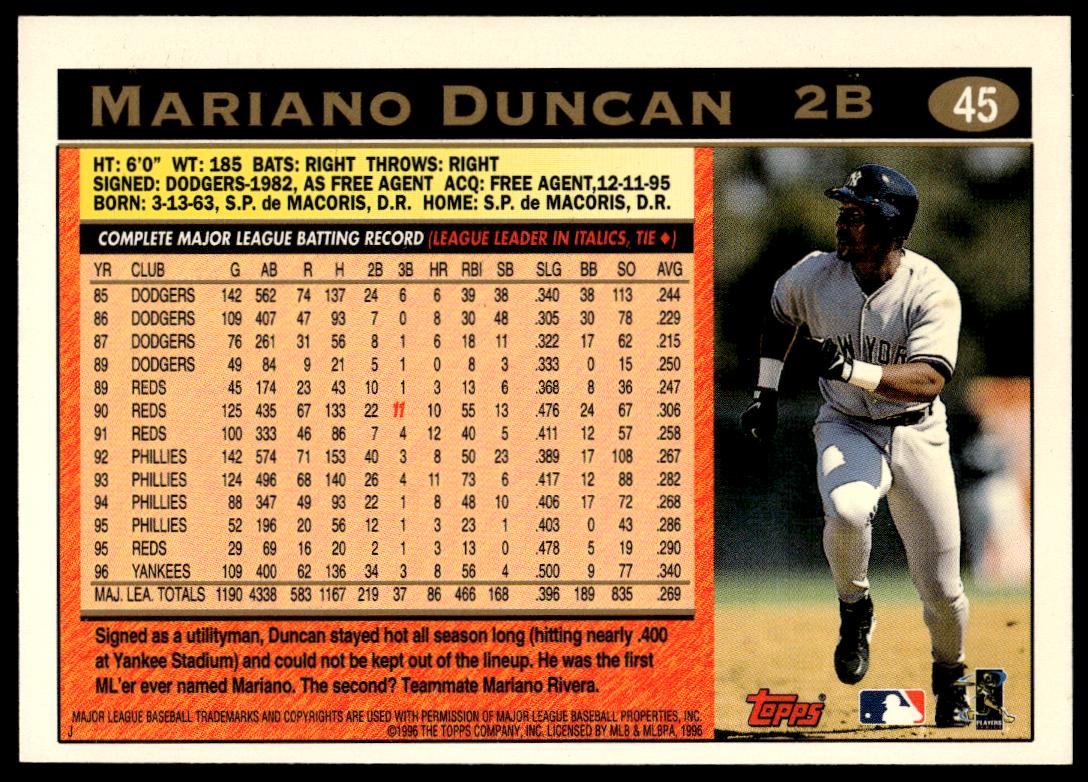 MARIANO DUNCAN 2B 45
HT: 6'0" WT: 185 BATS: RIGHT THROWS: RIGHT
SIGNED: DODGERS-1982, AS FREE AGENT ACQ: FREE AGENT,12-11-95
BORN: 3-13-63, S.P. de MACORIS, D.R. HOME: S.P. de MACORIS, D.R.
COMPLETE MAJOR LEAGUE BATTING RECORD (LEAGUE LEADER IN ITALICS, TIE ♦)
YR CLUB G AB R H 2B 3B HR RBI SB SLG BB SO AVG
85 DODGERS 142 562 74 137 24 6 6 39 38 .340 38 113 .244
86 DODGERS 109 407 47 93 7 0 8 30 48 .305 30 78 .229
87 DODGERS 76 261 31 56 8 1 6 18 11 .322 17 62 .215
89 DODGERS 49 84 9 21 5 1 0 8 3 .333 0 15 .250
89 REDS 45 174 23 43 10 1 3 13 6 .368 8 36 .247
90 REDS 125 435 67 133 22 11 10 55 13 .476 24 67 .306
91 REDS 100 333 46 86 7 4 12 40 5 .411 12 57 .258
92 PHILLIES 142 574 71 153 40 3 8 50 23 .389 17 108 .267
93 PHILLIES 124 496 68 140 26 4 11 73 6 .417 12 88 .282
94 PHILLIES 88 347 49 93 22 1 8 48 10 .406 17 72 .268
95 PHILLIES 52 196 20 56 12 1 3 23 1 .403 0 43 .286
95 REDS 29 69 16 20 2 1 3 13 0 .478 5 19 .290
96 YANKEES 109 400 62 136 34 3 8 56 4 .500 9 77 .340
MAJ. LEA. TOTALS 1190 4338 583 1167 219 37 86 466 168 .396 189 835 .269
Signed as a utilityman, Duncan stayed hot all season long (hitting nearly .400
at Yankee Stadium) and could not be kept out of the lineup. He was the first
ML'er ever named Mariano. The second? Teammate Mariano Rivera.
MAJOR LEAGUE BASEBALL TRADEMARKS AND COPYRIGHTS ARE USED WITH PERMISSION OF MAJOR LEAGUE BASEBALL PROPERTIES, INC.
J ©1996 THE TOPPS COMPANY, INC. LICENSED BY MLB & MLBPA, 1996
NY
NEW YORK
Topps®
PLAYERS